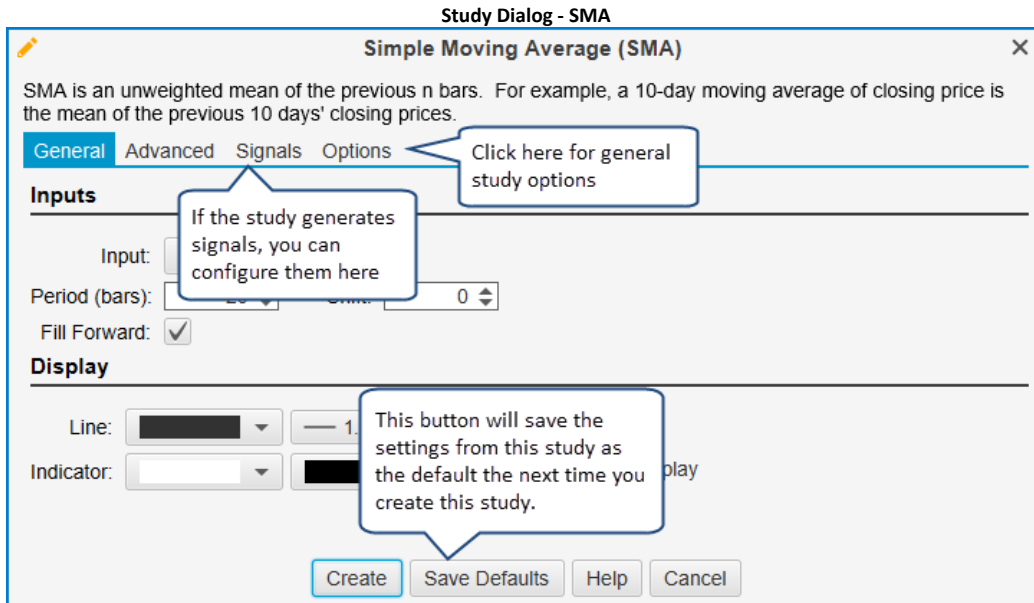 Study Dialog - SMA
Simple Moving Average (SMA)
SMA is an unweighted mean of the previous n bars. For example, a 10-day moving average of closing price is
the mean of the previous 10 days' closing prices.
General Advanced Signals Options
Click here for general
study options
Inputs
If the study generates
signals, you can
configure them here
Input:
Period (bars): 0
Fill Forward:
Display
This button will save the
settings from this study as
the default the next time you
create this study.
Line: 1.
Indicator:
Create Save Defaults Help Cancel